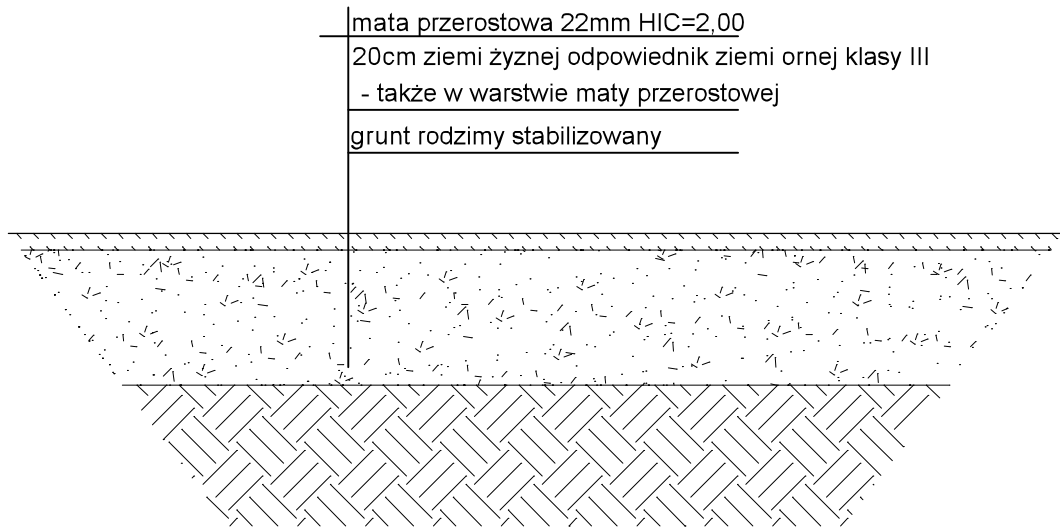 mata przerostowa 22mm HIC=2,00
20cm ziemi żyznej odpowiednik ziemi ornej klasy III
- także w warstwie maty przerostowej
grunt rodzimy stabilizowany